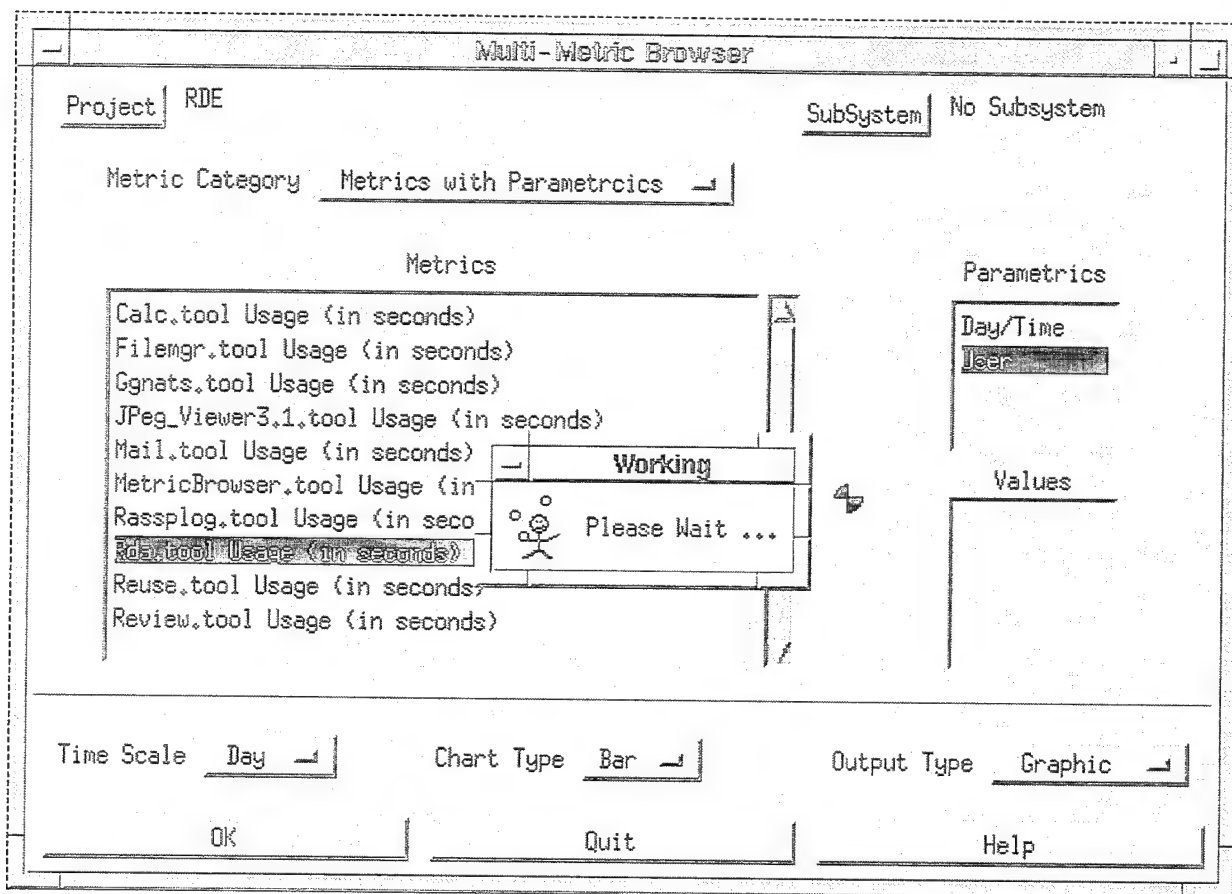 Multi-Metric Browser
Project RDE
SubSystem No Subsystem
Metric Category Metrics with Parametrcics
Metrics
Calc.tool Usage (in seconds)
Filemgr.tool Usage (in seconds)
Ggnats.tool Usage (in seconds)
JPeg_Viewer3.1.tool Usage (in seconds)
Mail.tool Usage (in seconds)
MetricBrowser.tool Usage (in
Rassplog.tool Usage (in seco
Rda.tool Usage (in seconds)
Reuse.tool Usage (in seconds)
Review.tool Usage (in seconds)
Working
Please Wait ...
Parametrics
Day/Time
User
Values
Time Scale Day
Chart Type Bar
Output Type Graphic
OK
Quit
Help